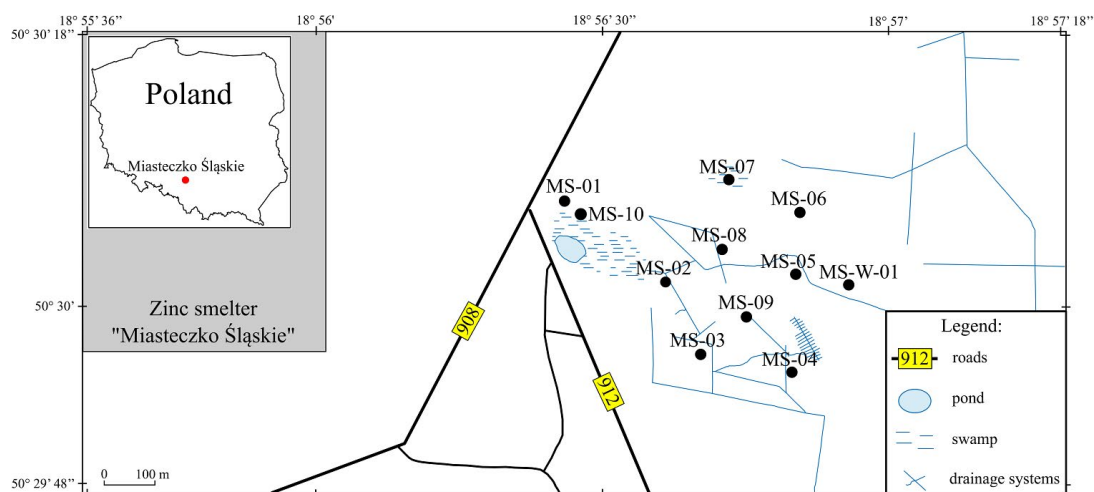 18° 55' 36’’
18° 56’
18° 56’ 30’’
18° 57’
18° 57’ 18’’
50° 30’ 18’’
Poland
Miasteczko Śląskie
MS-07
MS-01
MS-10
MS-06
MS-08
MS-02
MS-05
MS-W-01
50° 30’
Zinc smelter
"Miasteczko Śląskie"
908
MS-09
MS-03
MS-04
912
Legend:
912 roads
pond
swamp
drainage systems
0 100 m
50° 29’ 48’’